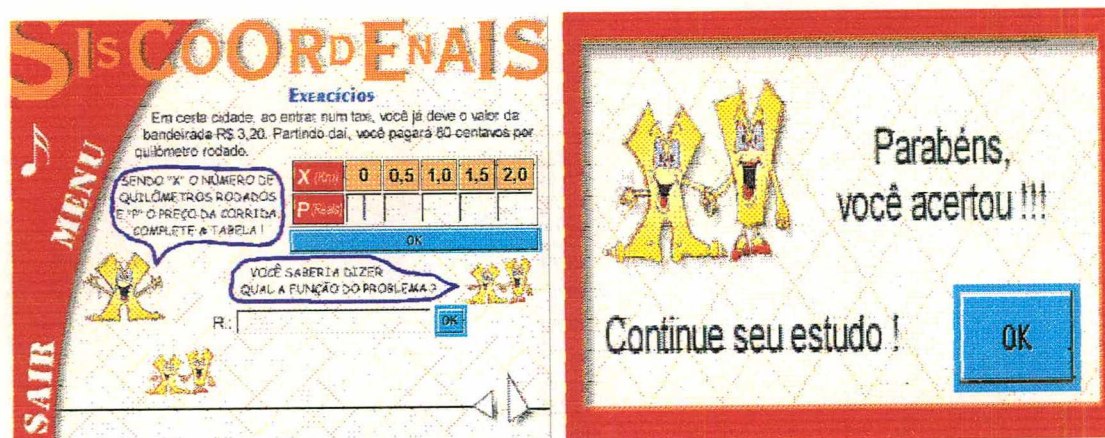 SISCOORDENAIS
EXERCÍCIOS
Em certa cidade, ao entrar num taxi, você já deve o valor da
bandeirada R$ 3,20. Partindo daí, você pagará 80 centavos por
quilômetro rodado.
MENU
SAIR
SENDO "X" O NÚMERO DE
QUILÔMETROS RODADOS
E "P" O PREÇO DA CORRIDA,
COMPLETE A TABELA !
X (Km) 0 0,5 1,0 1,5 2,0
P (Reais)
OK
VOCÊ SABERIA DIZER
QUAL A FUNÇÃO DO PROBLEMA ?
R.: OK
Parabéns,
você acertou !!!
Continue seu estudo !
OK